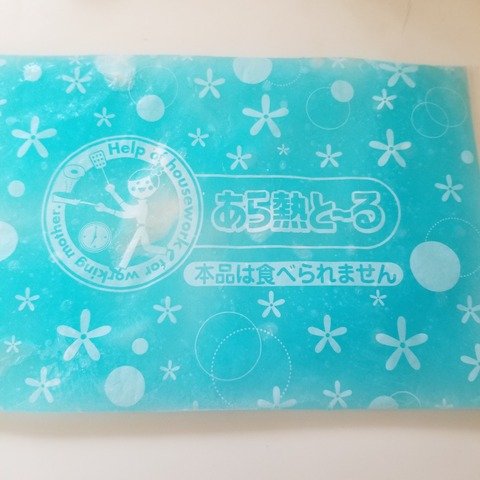 Help of housework for working mother.
あら熱と〜る
本品は食べられません